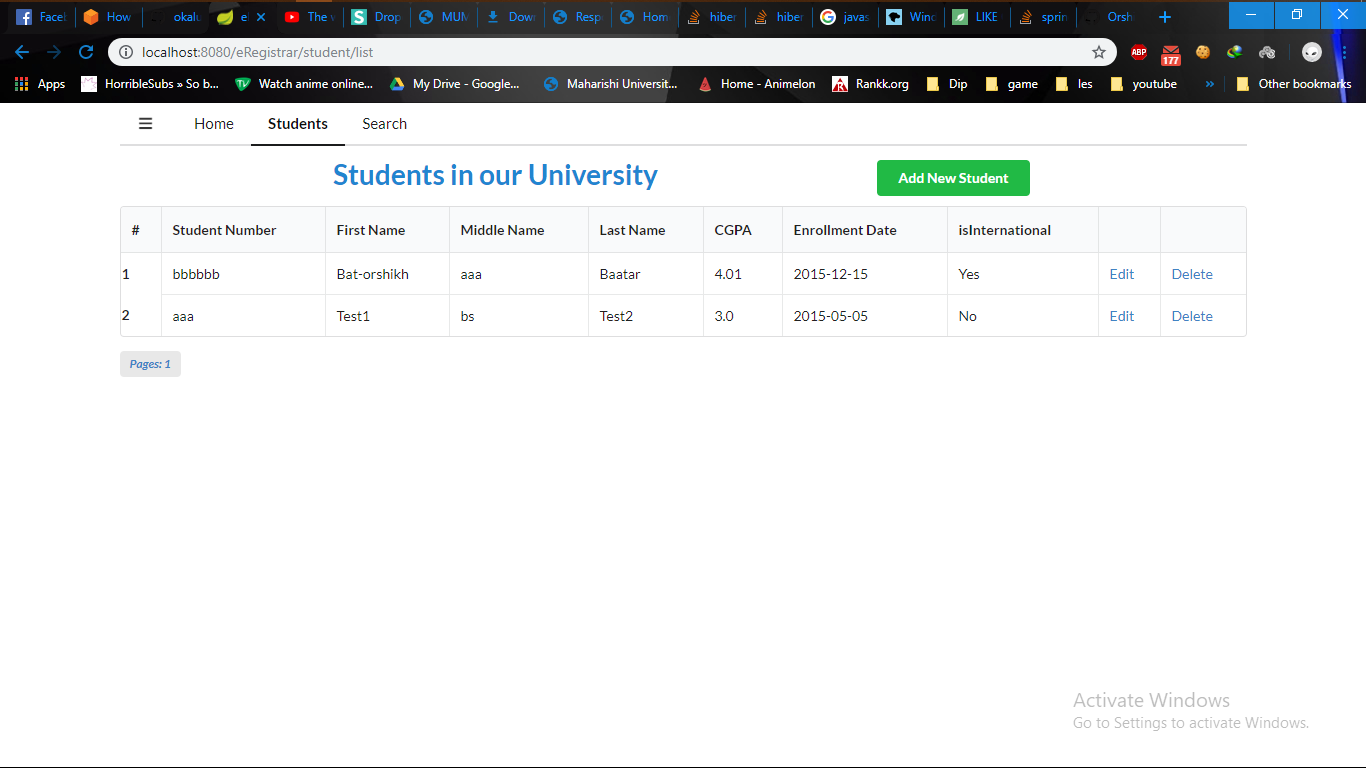 Facel How okalu ei The v Drop MUN Dow Resp Hom hiber hiber javas Winc LIKE sprin Orsh
localhost:8080/eRegistrar/student/list ABP 177
Apps HorribleSubs » So b... Watch anime online... My Drive - Google... Maharishi Universit... Home - Animelon Rankk.org Dip game les youtube » Other bookmarks
Home Students Search
Students in our University Add New Student
# Student Number First Name Middle Name Last Name CGPA Enrollment Date isInternational
1 bbbbbb Bat-orshikh aaa Baatar 4.01 2015-12-15 Yes Edit Delete
2 aaa Test1 bs Test2 3.0 2015-05-05 No Edit Delete
Pages: 1
Activate Windows
Go to Settings to activate Windows.